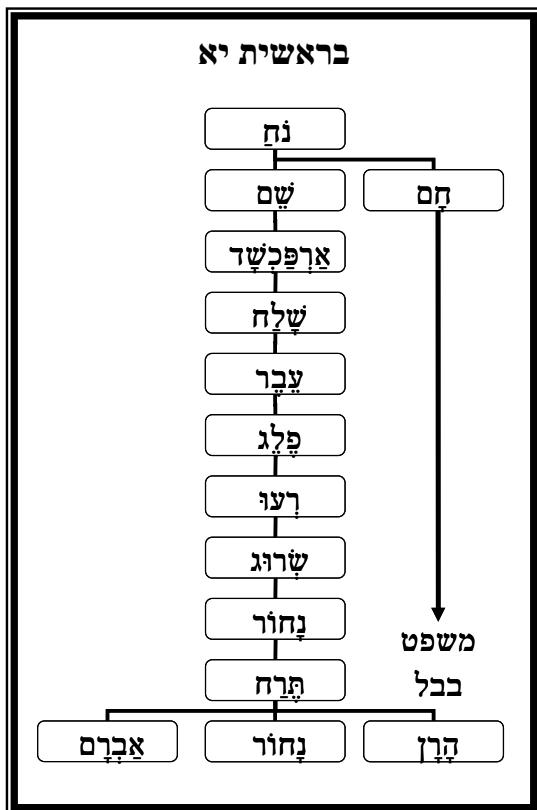 בראשית יא
נֹחַ
חָם
שֵׁם
אַרְפַּכְשָׁד
שָׁלַח
עֵבֶר
פֶלֶג
רְעוּ
שְׂרוּג
נָחוֹר
משפט
בבל
תֶּרַח
הָרָן
נָחוֹר
אַבְרָם